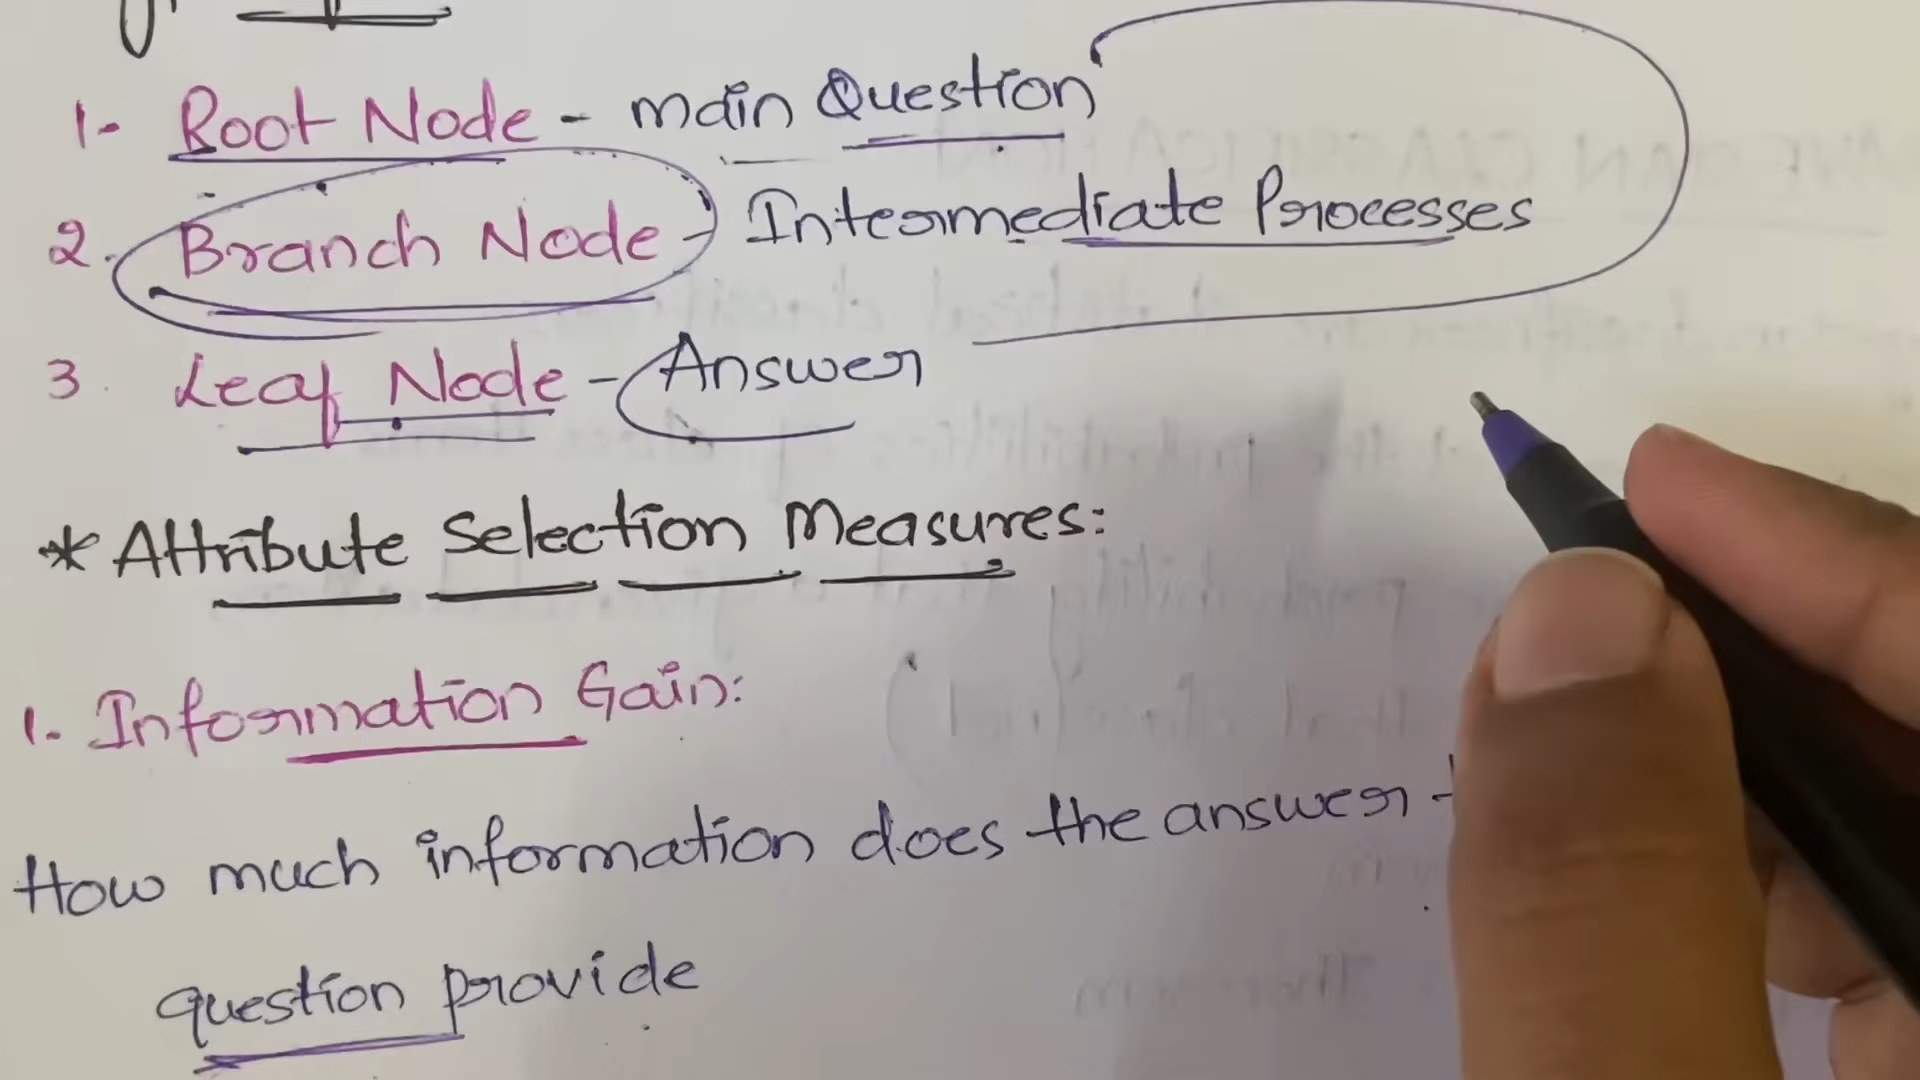 1- Root Node - main Question
2. Branch Node - Intermediate Processes
3. Leaf Node - Answer
* Attribute Selection Measures:
1. Information Gain:
How much information does the answer
question provide